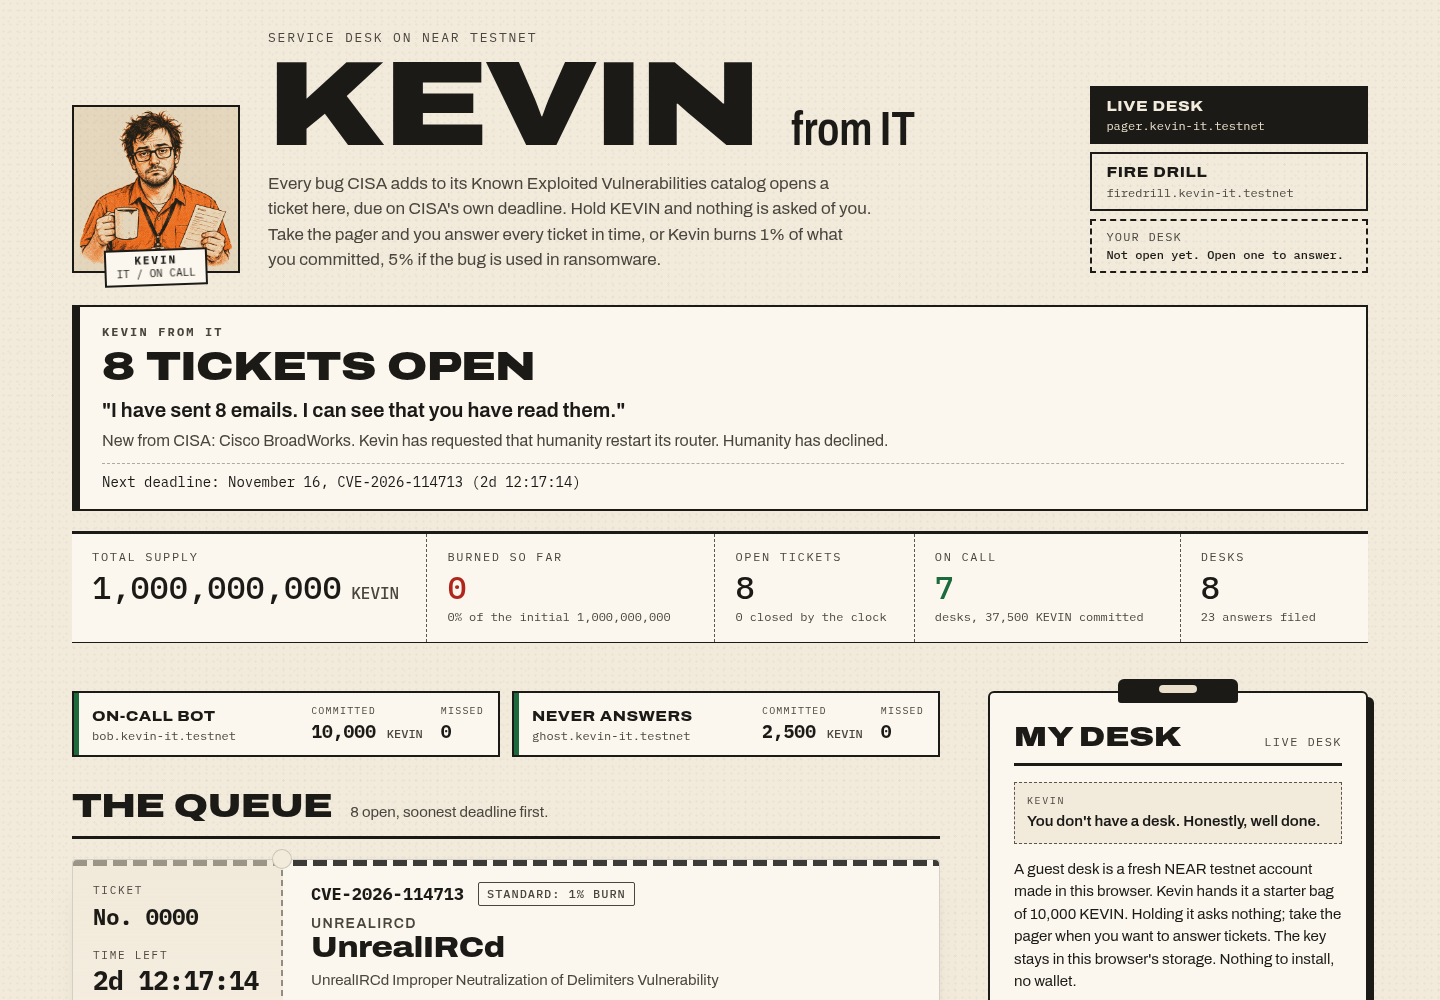 SERVICE DESK ON NEAR TESTNET
KEVIN from IT
Every bug CISA adds to its Known Exploited Vulnerabilities catalog opens a
ticket here, due on CISA's own deadline. Hold KEVIN and nothing is asked of you.
Take the pager and you answer every ticket in time, or Kevin burns 1% of what
you committed, 5% if the bug is used in ransomware.
KEVIN
IT / ON CALL
LIVE DESK
pager.kevin-it.testnet
FIRE DRILL
firedrill.kevin-it.testnet
YOUR DESK
Not open yet. Open one to answer.
KEVIN FROM IT
8 TICKETS OPEN
"I have sent 8 emails. I can see that you have read them."
New from CISA: Cisco BroadWorks. Kevin has requested that humanity restart its router. Humanity has declined.
Next deadline: November 16, CVE-2026-114713 (2d 12:17:14)
TOTAL SUPPLY
1,000,000,000 KEVIN
BURNED SO FAR
0
0% of the initial 1,000,000,000
OPEN TICKETS
8
0 closed by the clock
ON CALL
7
desks, 37,500 KEVIN committed
DESKS
8
23 answers filed
ON-CALL BOT
bob.kevin-it.testnet
COMMITTED
10,000 KEVIN
MISSED
0
NEVER ANSWERS
ghost.kevin-it.testnet
COMMITTED
2,500 KEVIN
MISSED
0
THE QUEUE
8 open, soonest deadline first.
TICKET
No. 0000
TIME LEFT
2d 12:17:14
CVE-2026-114713
STANDARD: 1% BURN
UNREALIRCD
UnrealIRCd
UnrealIRCd Improper Neutralization of Delimiters Vulnerability
MY DESK
LIVE DESK
KEVIN
You don't have a desk. Honestly, well done.
A guest desk is a fresh NEAR testnet account
made in this browser. Kevin hands it a starter bag
of 10,000 KEVIN. Holding it asks nothing; take the
pager when you want to answer tickets. The key
stays in this browser's storage. Nothing to install,
no wallet.